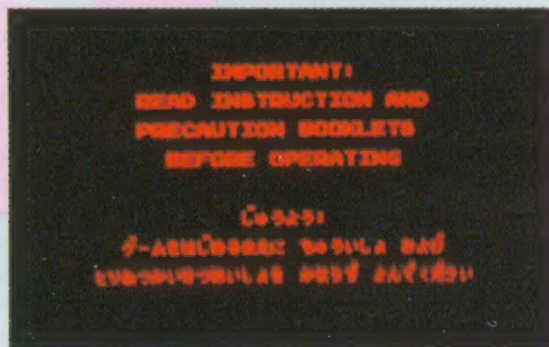 IMPORTANT:
READ INSTRUCTION AND
PRECAUTION BOOKLETS
BEFORE OPERATING
じゅうよう:
ゲームをはじめるまえに ちゅういしょ および
とりあつかいせつめいしょを かならず よんでください